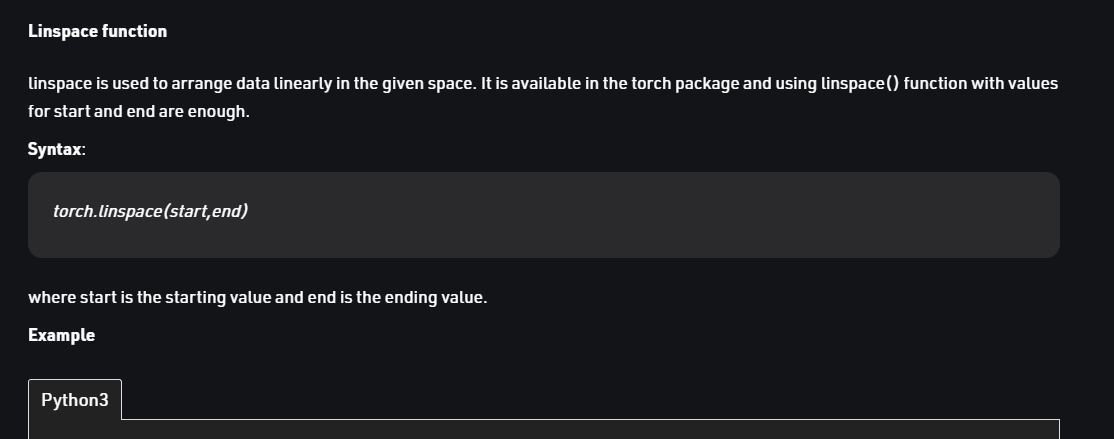 Linspace function
linspace is used to arrange data linearly in the given space. It is available in the torch package and using linspace() function with values
for start and end are enough.
Syntax:
torch.linspace(start,end)
where start is the starting value and end is the ending value.
Example
Python3